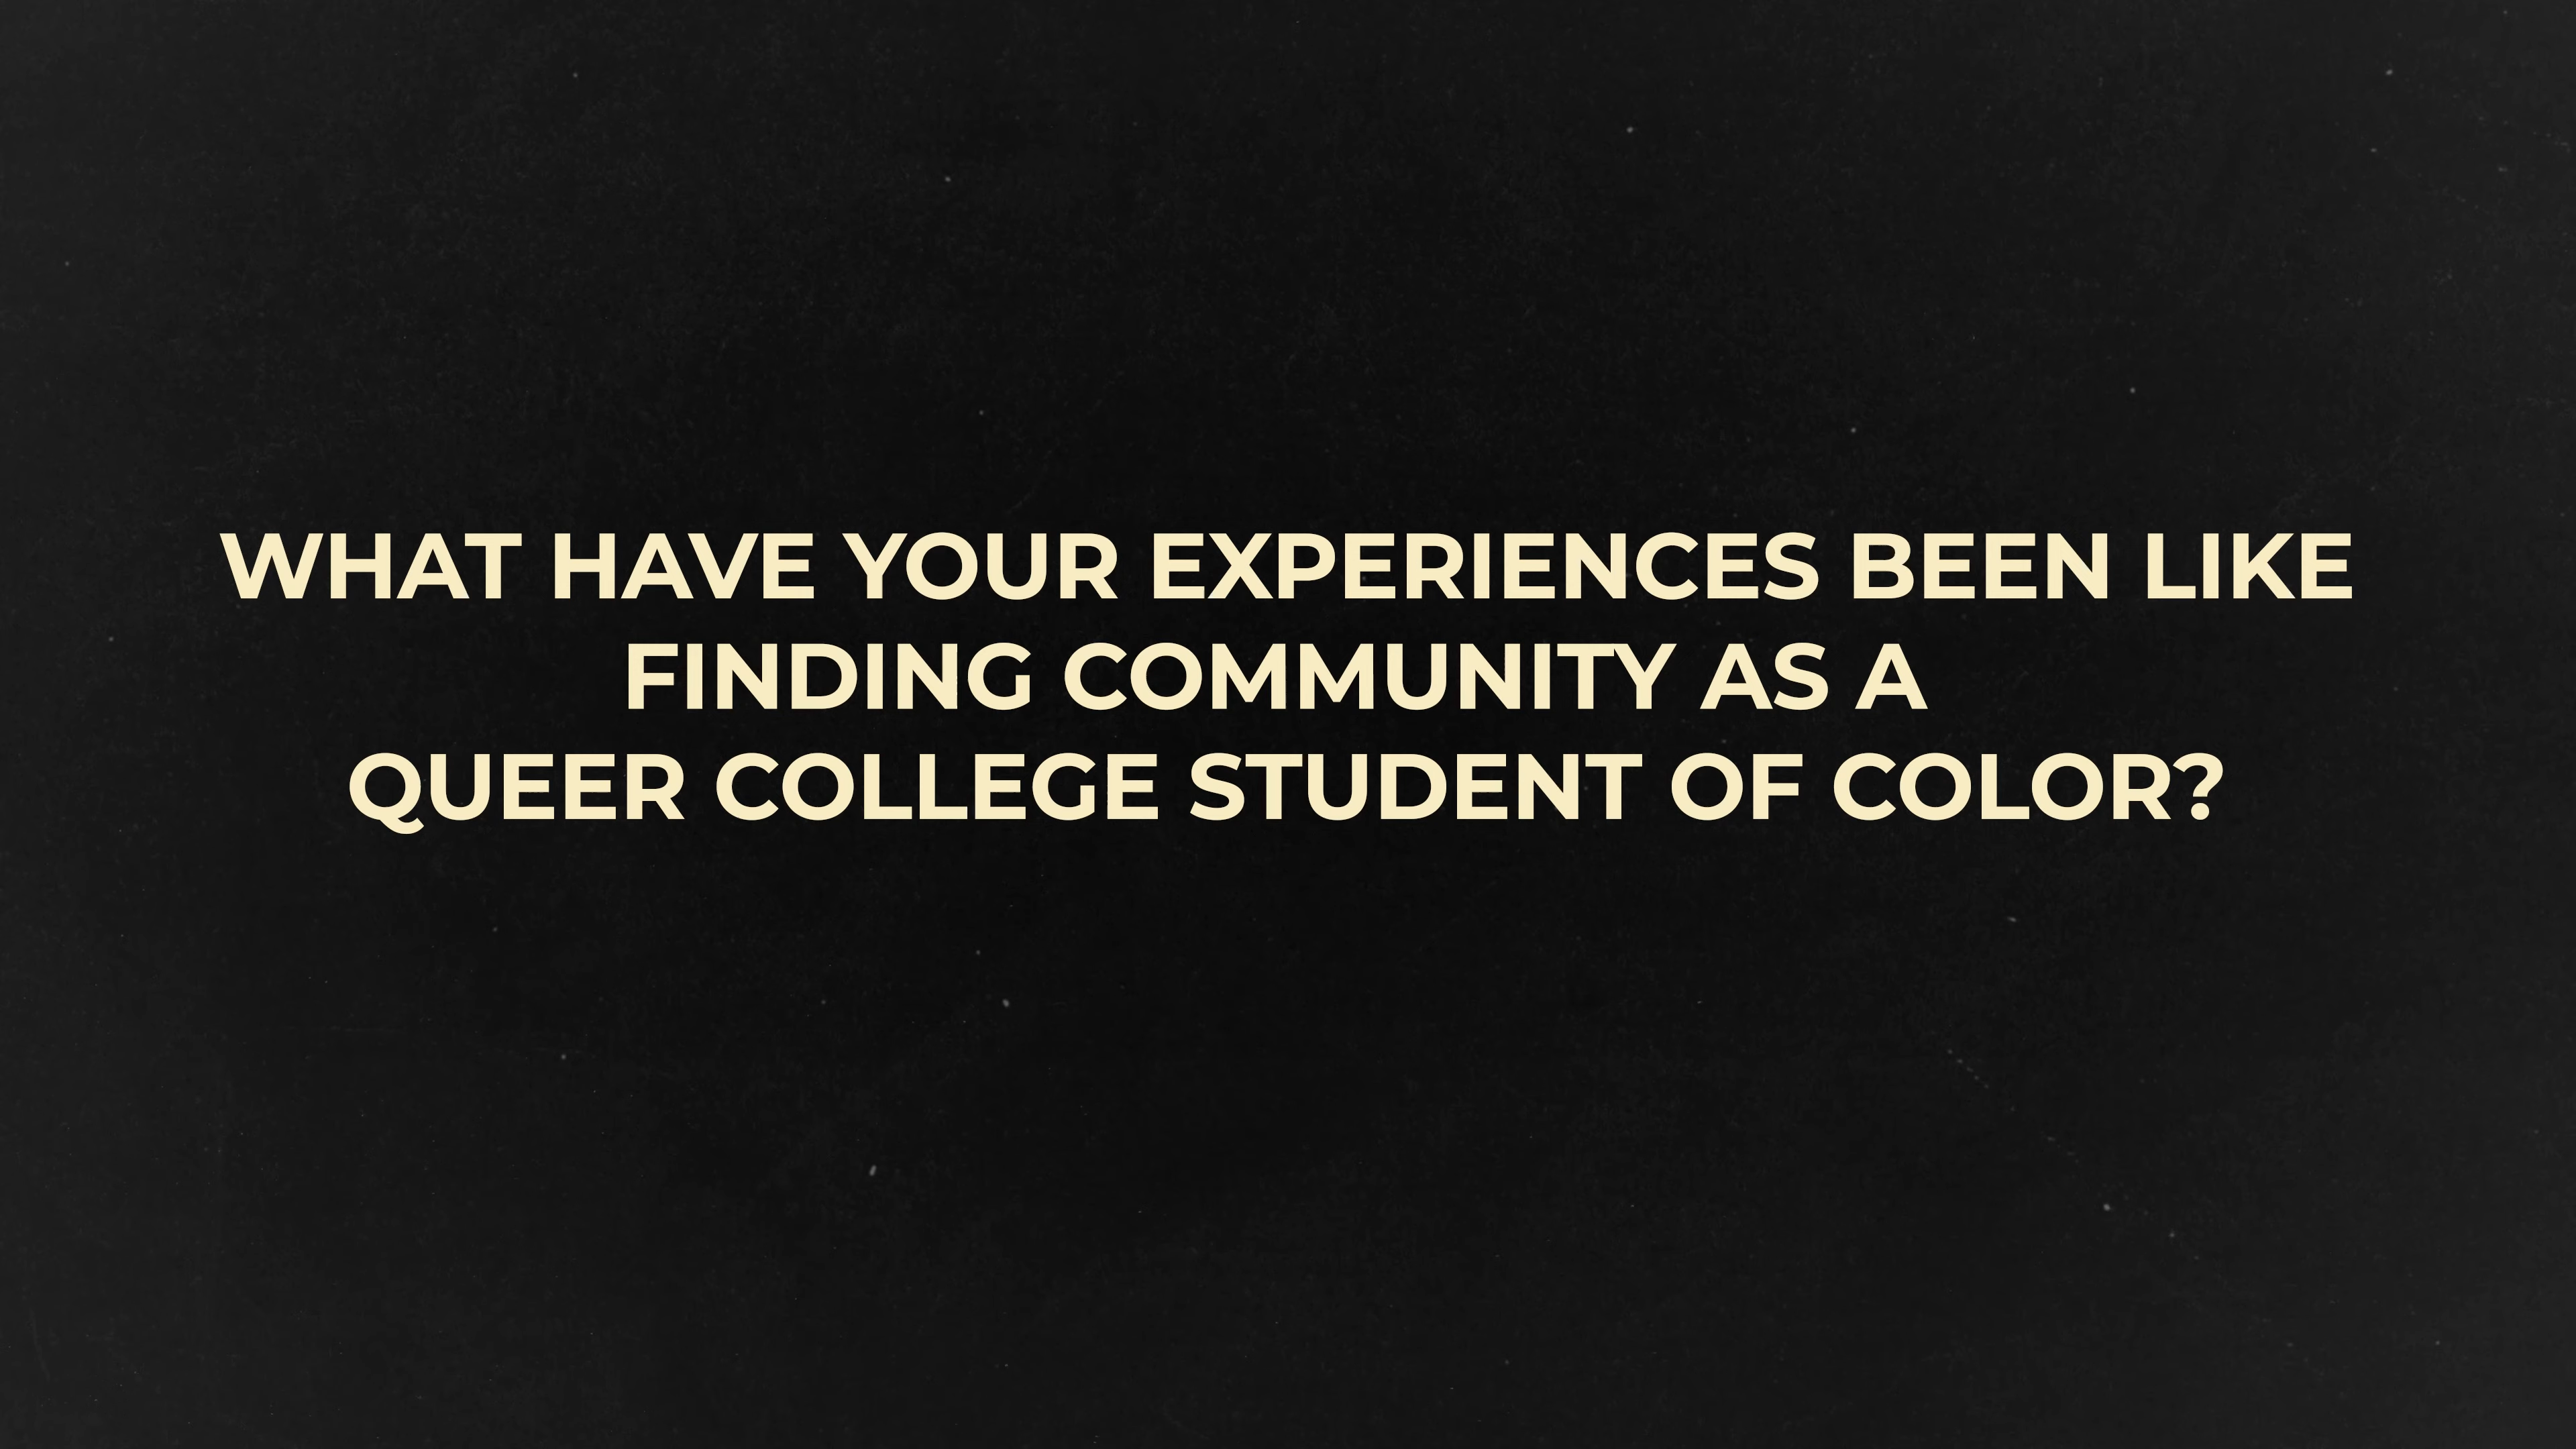 WHAT HAVE YOUR EXPERIENCES BEEN LIKE
FINDING COMMUNITY AS A
QUEER COLLEGE STUDENT OF COLOR?